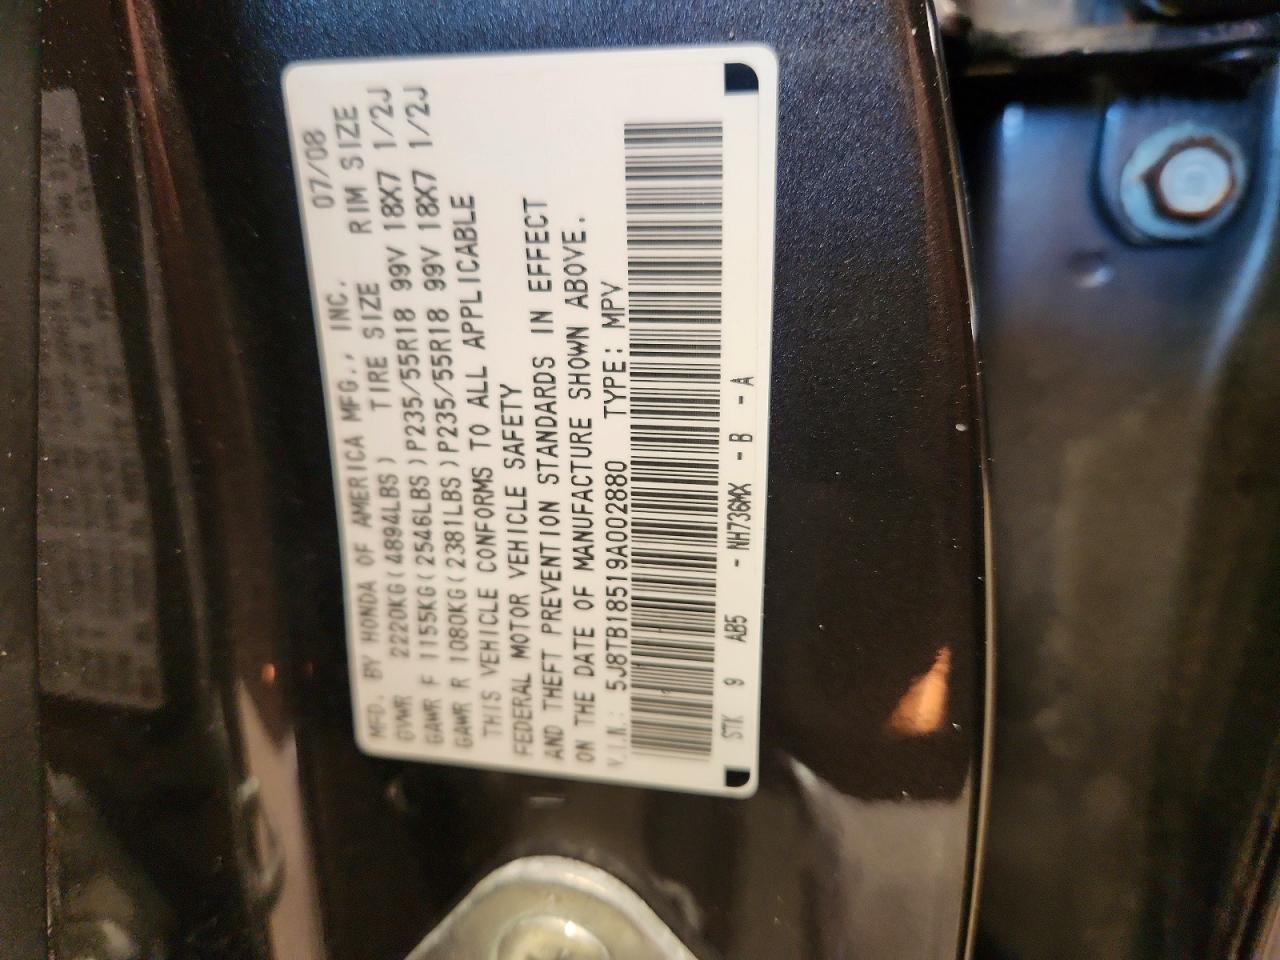 MFD. BY HONDA OF AMERICA MFG., INC. 07/08
GVWR 2220KG(4894LBS) TIRE SIZE RIM SIZE
GAWR F 1155KG(2546LBS)P235/55R18 99V 18X7 1/2J
GAWR R 1080KG(2381LBS)P235/55R18 99V 18X7 1/2J
THIS VEHICLE CONFORMS TO ALL APPLICABLE
FEDERAL MOTOR VEHICLE SAFETY
AND THEFT PREVENTION STANDARDS IN EFFECT
ON THE DATE OF MANUFACTURE SHOWN ABOVE.
V.I.N.: 5J8TB18519A002880 TYPE: MPV
STK 9 AB5 - NH736MX - B - A